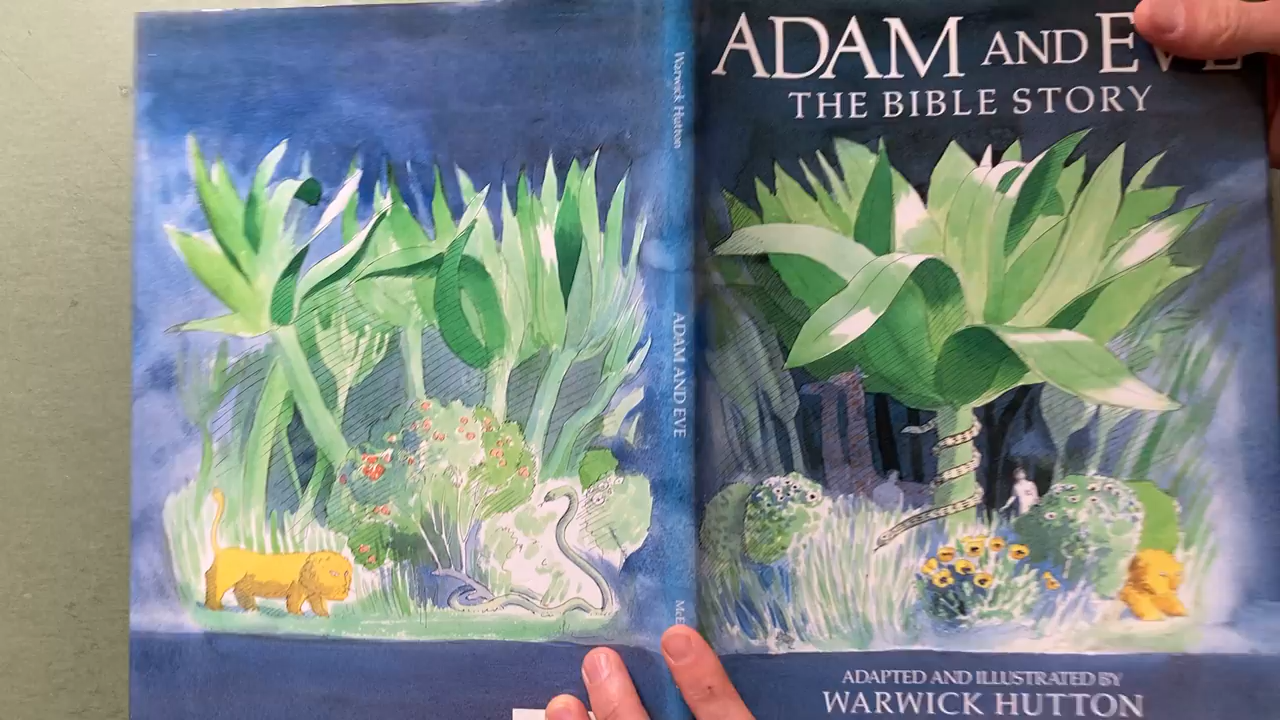 Warwick Hutton
ADAM AND EVE
ADAM AND EVE
THE BIBLE STORY
ADAPTED AND ILLUSTRATED BY
WARWICK HUTTON